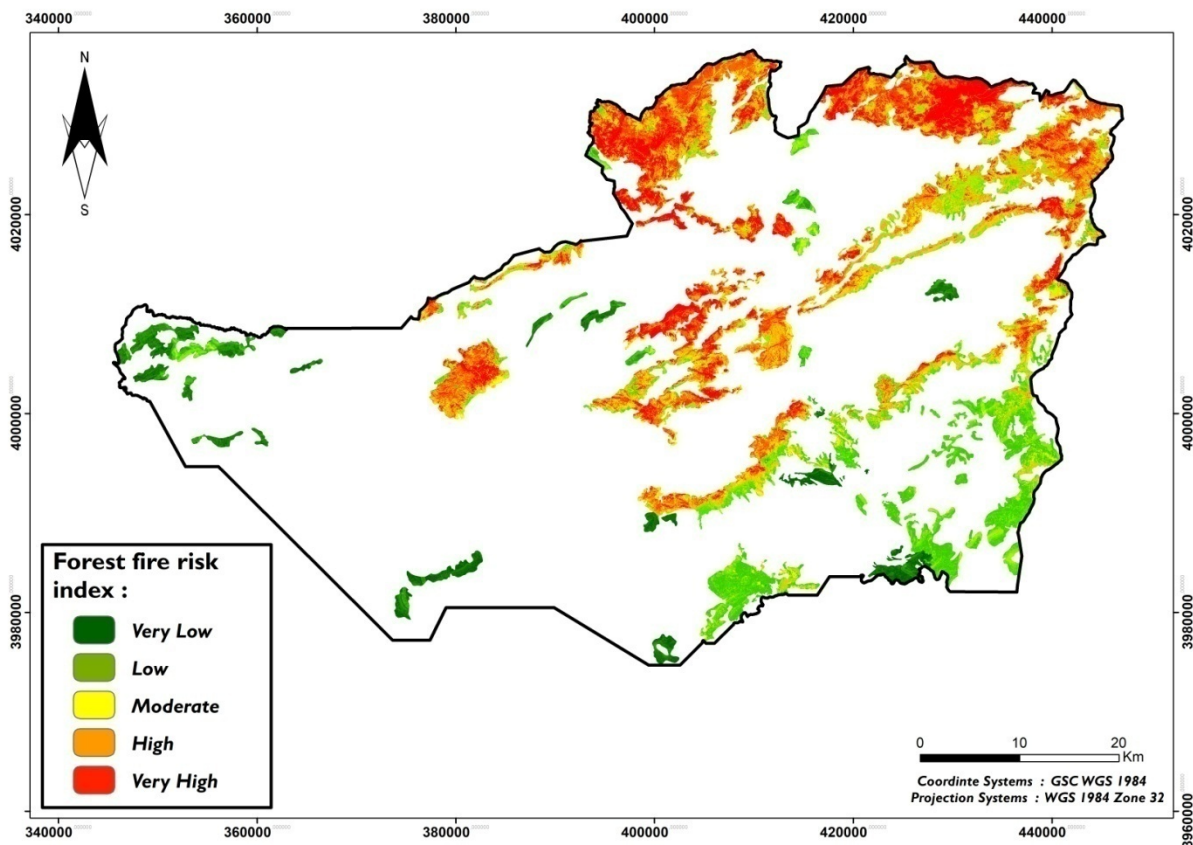 340000 360000 380000 400000 420000 440000
N
S
4020000
4020000
4000000
4000000
3980000
3980000
3960000
Forest fire risk
index :
Very Low
Low
Moderate
High
Very High
0 10 20
Km
Coordinte Systems : GSC WGS 1984
Projection Systems : WGS 1984 Zone 32
340000 360000 380000 400000 420000 440000